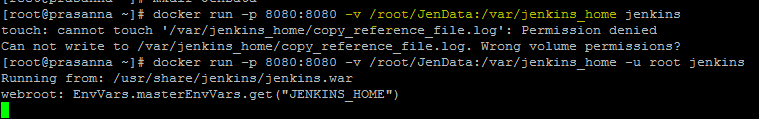 [root@prasanna ~]# docker run -p 8080:8080 -v /root/JenData:/var/jenkins_home jenkins
touch: cannot touch '/var/jenkins_home/copy_reference_file.log': Permission denied
Can not write to /var/jenkins_home/copy_reference_file.log. Wrong volume permissions?
[root@prasanna ~]# docker run -p 8080:8080 -v /root/JenData:/var/jenkins_home -u root jenkins
Running from: /usr/share/jenkins/jenkins.war
webroot: EnvVars.masterEnvVars.get("JENKINS_HOME")